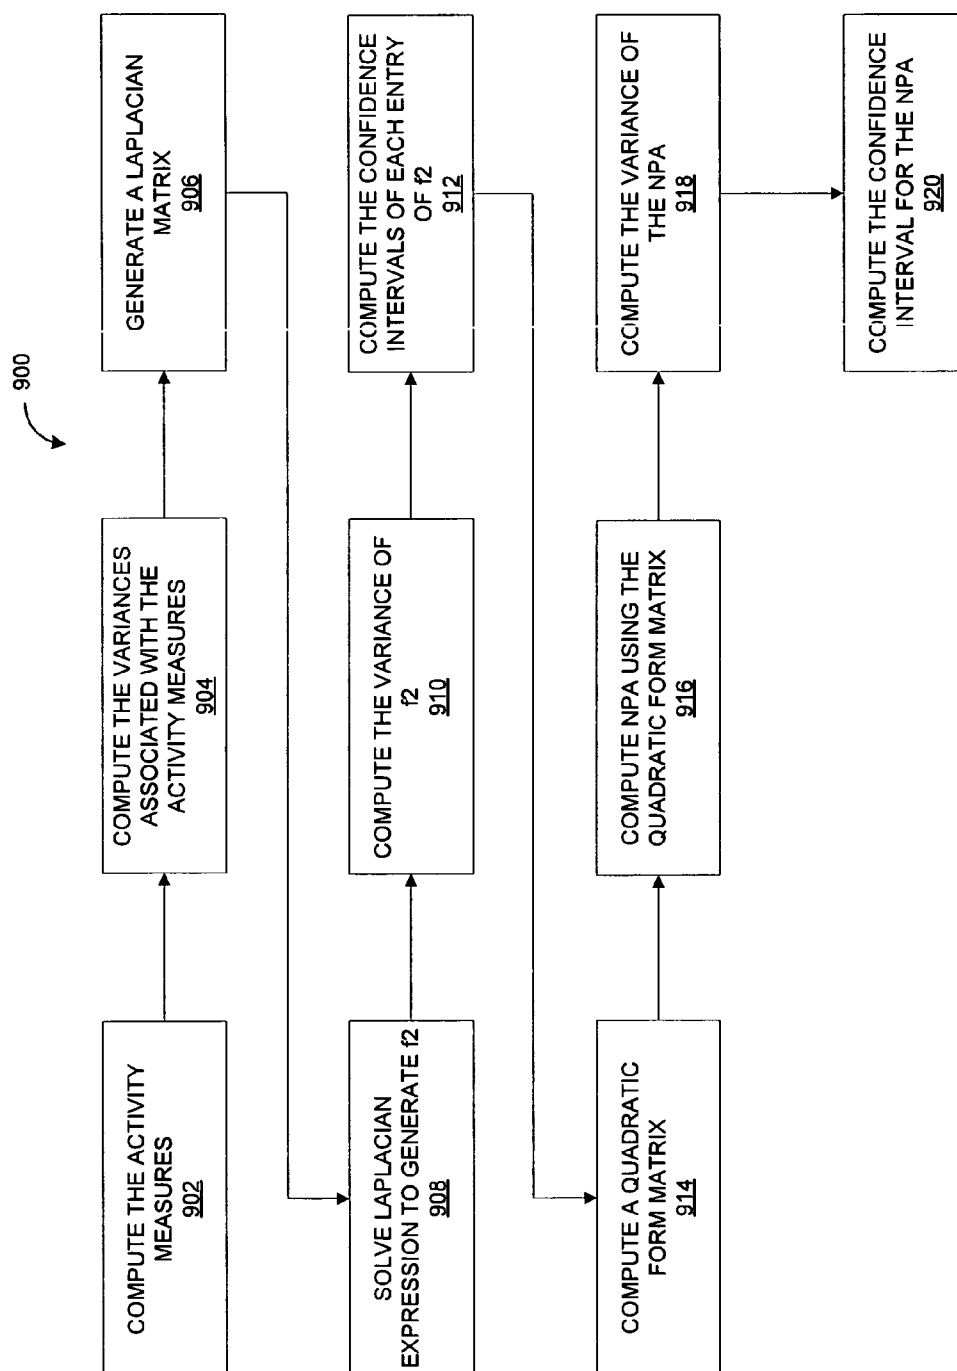 900
COMPUTE THE ACTIVITY
MEASURES
902
COMPUTE THE VARIANCES
ASSOCIATED WITH THE
ACTIVITY MEASURES
904
GENERATE A LAPLACIAN
MATRIX
906
SOLVE LAPLACIAN
EXPRESSION TO GENERATE f2
908
COMPUTE THE VARIANCE OF
f2
910
COMPUTE THE CONFIDENCE
INTERVALS OF EACH ENTRY
OF f2
912
COMPUTE A QUADRATIC
FORM MATRIX
914
COMPUTE NPA USING THE
QUADRATIC FORM MATRIX
916
COMPUTE THE VARIANCE OF
THE NPA
918
COMPUTE THE CONFIDENCE
INTERVAL FOR THE NPA
920